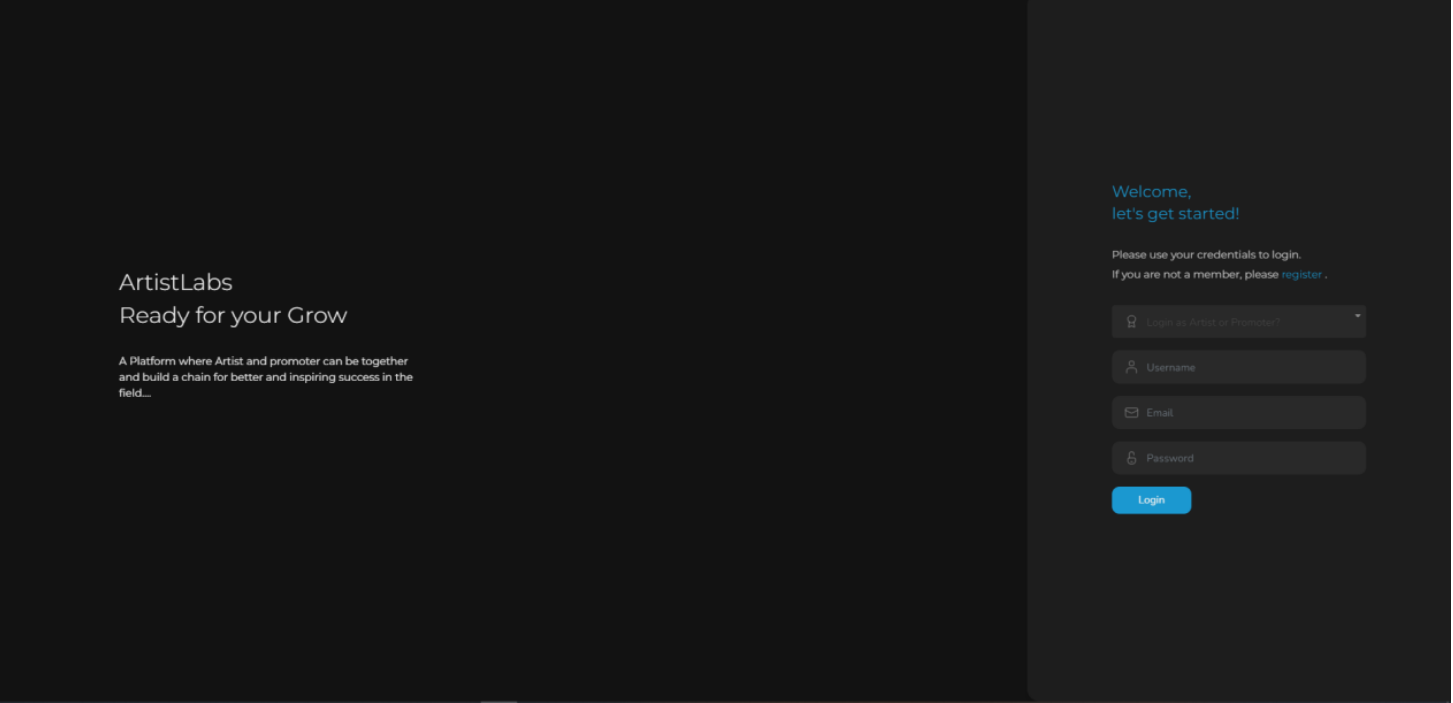 ArtistLabs
Ready for your Grow
A Platform where Artist and promoter can be together
and build a chain for better and inspiring success in the
field....
Welcome,
let's get started!
Please use your credentials to login.
If you are not a member, please register .
Login as Artist or Promoter?
Username
Email
Password
Login